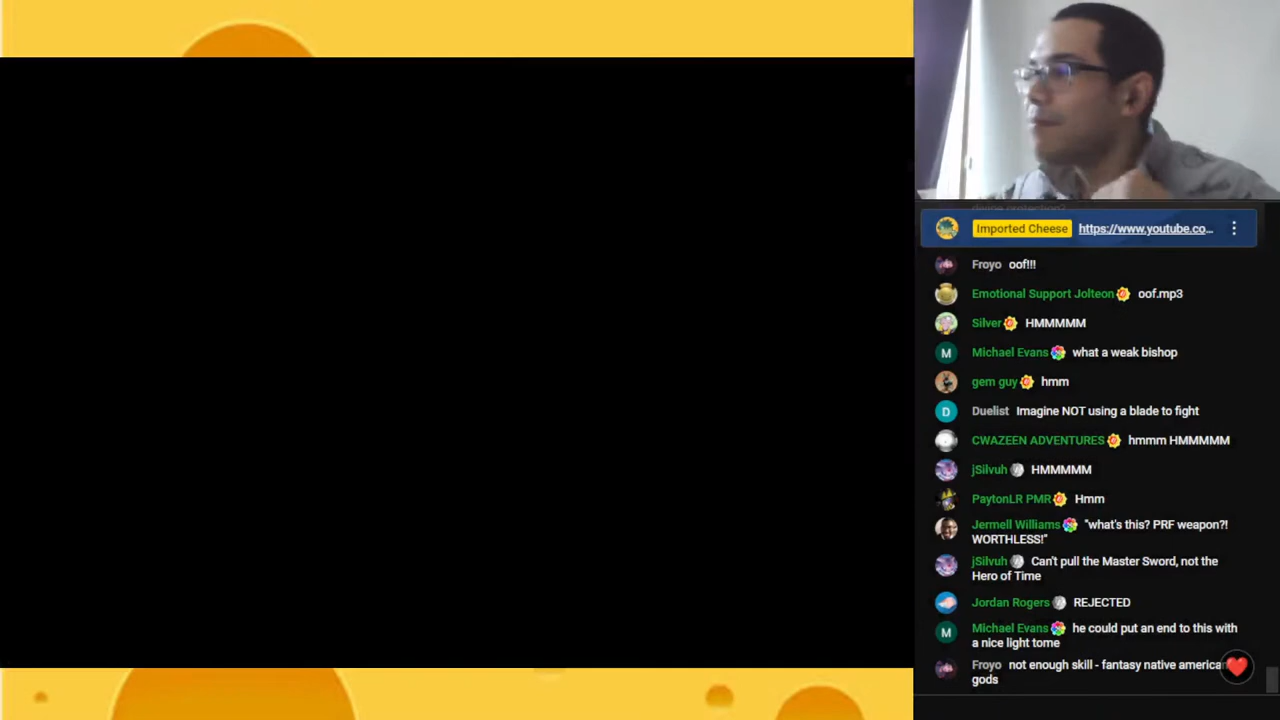 Imported Cheese https://www.youtube.co...
Froyo oof!!!
Emotional Support Jolteon oof.mp3
Silver HMMMMM
M Michael Evans what a weak bishop
gem guy hmm
D Duelist Imagine NOT using a blade to fight
CWAZEEN ADVENTURES hmmm HMMMMM
jSilvuh HMMMMM
PaytonLR PMR Hmm
Jermell Williams "what's this? PRF weapon?!
WORTHLESS!"
jSilvuh Can't pull the Master Sword, not the
Hero of Time
Jordan Rogers REJECTED
M Michael Evans he could put an end to this with
a nice light tome
Froyo not enough skill - fantasy native american
gods